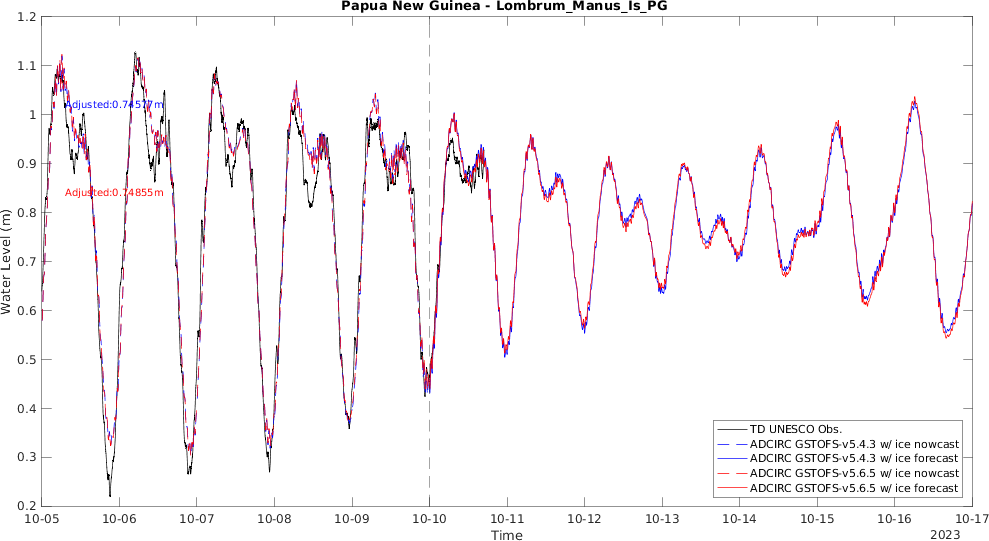 Papua New Guinea - Lombrum_Manus_Is_PG
1.2
1.1
1
0.9
0.8
0.7
0.6
0.5
0.4
0.3
0.2
Water Level (m)
Adjusted:0.74577m
Adjusted:0.74855m
TD UNESCO Obs.
ADCIRC GSTOFS-v5.4.3 w/ ice nowcast
ADCIRC GSTOFS-v5.4.3 w/ ice forecast
ADCIRC GSTOFS-v5.6.5 w/ ice nowcast
ADCIRC GSTOFS-v5.6.5 w/ ice forecast
10-05 10-06 10-07 10-08 10-09 10-10 10-11 10-12 10-13 10-14 10-15 10-16 10-17
Time
2023